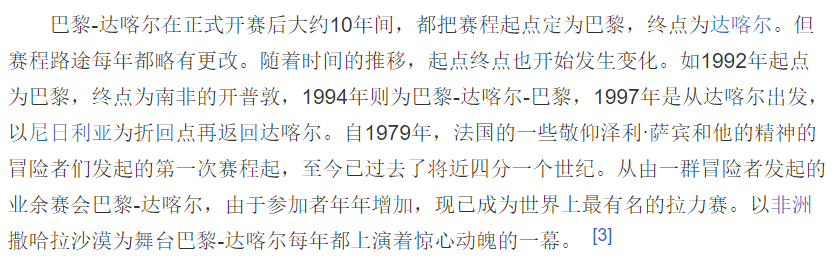 巴黎-达喀尔在正式开赛后大约10年间，都把赛程起点定为巴黎，终点为达喀尔。但
赛程路途每年都略有更改。随着时间的推移，起点终点也开始发生变化。如1992年起点
为巴黎，终点为南非的开普敦，1994年则为巴黎-达喀尔-巴黎，1997年是从达喀尔出发，
以尼日利亚为折回点再返回达喀尔。自1979年，法国的一些敬仰泽利·萨宾和他的精神的
冒险者们发起的第一次赛程起，至今已过去了将近四分一个世纪。从由一群冒险者发起的
业余赛会巴黎-达喀尔，由于参加者年年增加，现已成为世界上最有名的拉力赛。以非洲
撒哈拉沙漠为舞台巴黎-达喀尔每年都上演着惊心动魄的一幕。 [3]